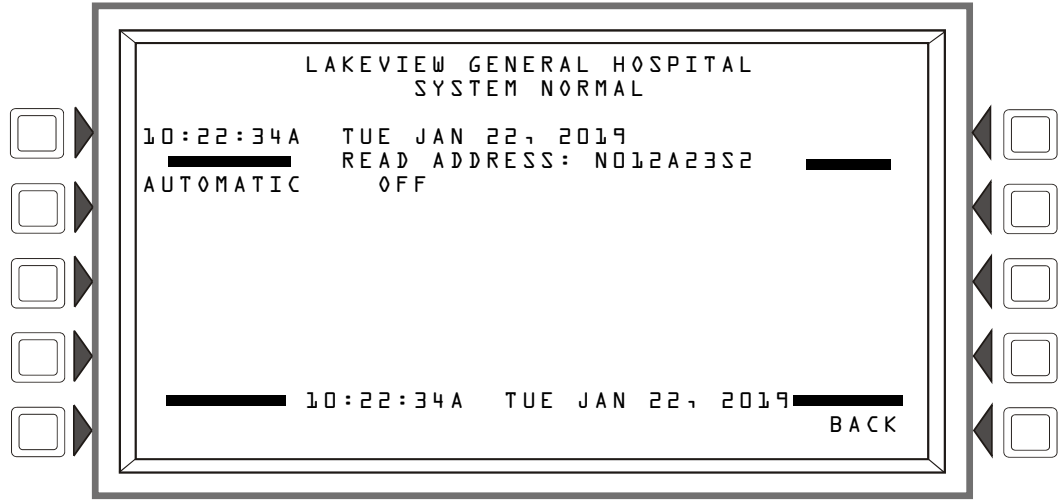 LAKEVIEW GENERAL HOSPITAL
SYSTEM NORMAL
10:22:34A TUE JAN 22, 2019
READ ADDRESS: N012A23S2
AUTOMATIC OFF
10:22:34A TUE JAN 22, 2019
BACK